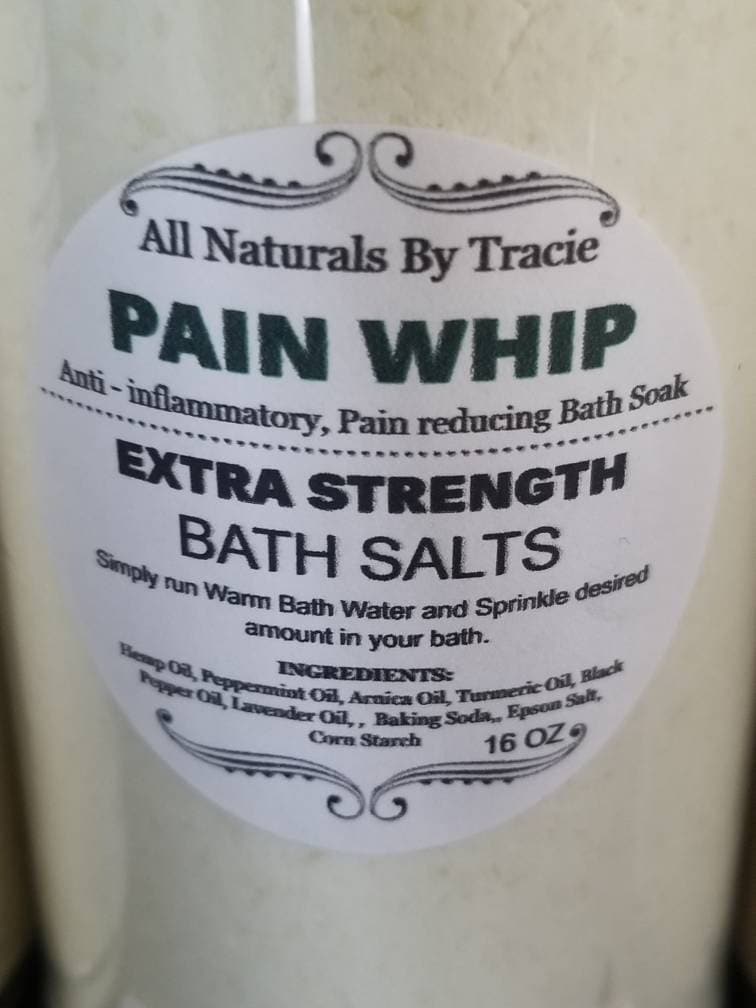 All Naturals By Tracie
PAIN WHIP
Anti - inflammatory, Pain reducing Bath Soak
EXTRA STRENGTH
BATH SALTS
Simply run Warm Bath Water and Sprinkle desired
amount in your bath.
INGREDIENTS:
Hemp Oil, Peppermint Oil, Arnica Oil, Turmeric Oil, Black
Pepper Oil, Lavender Oil, , Baking Soda,, Epson Salt,
Corn Starch
16 OZ